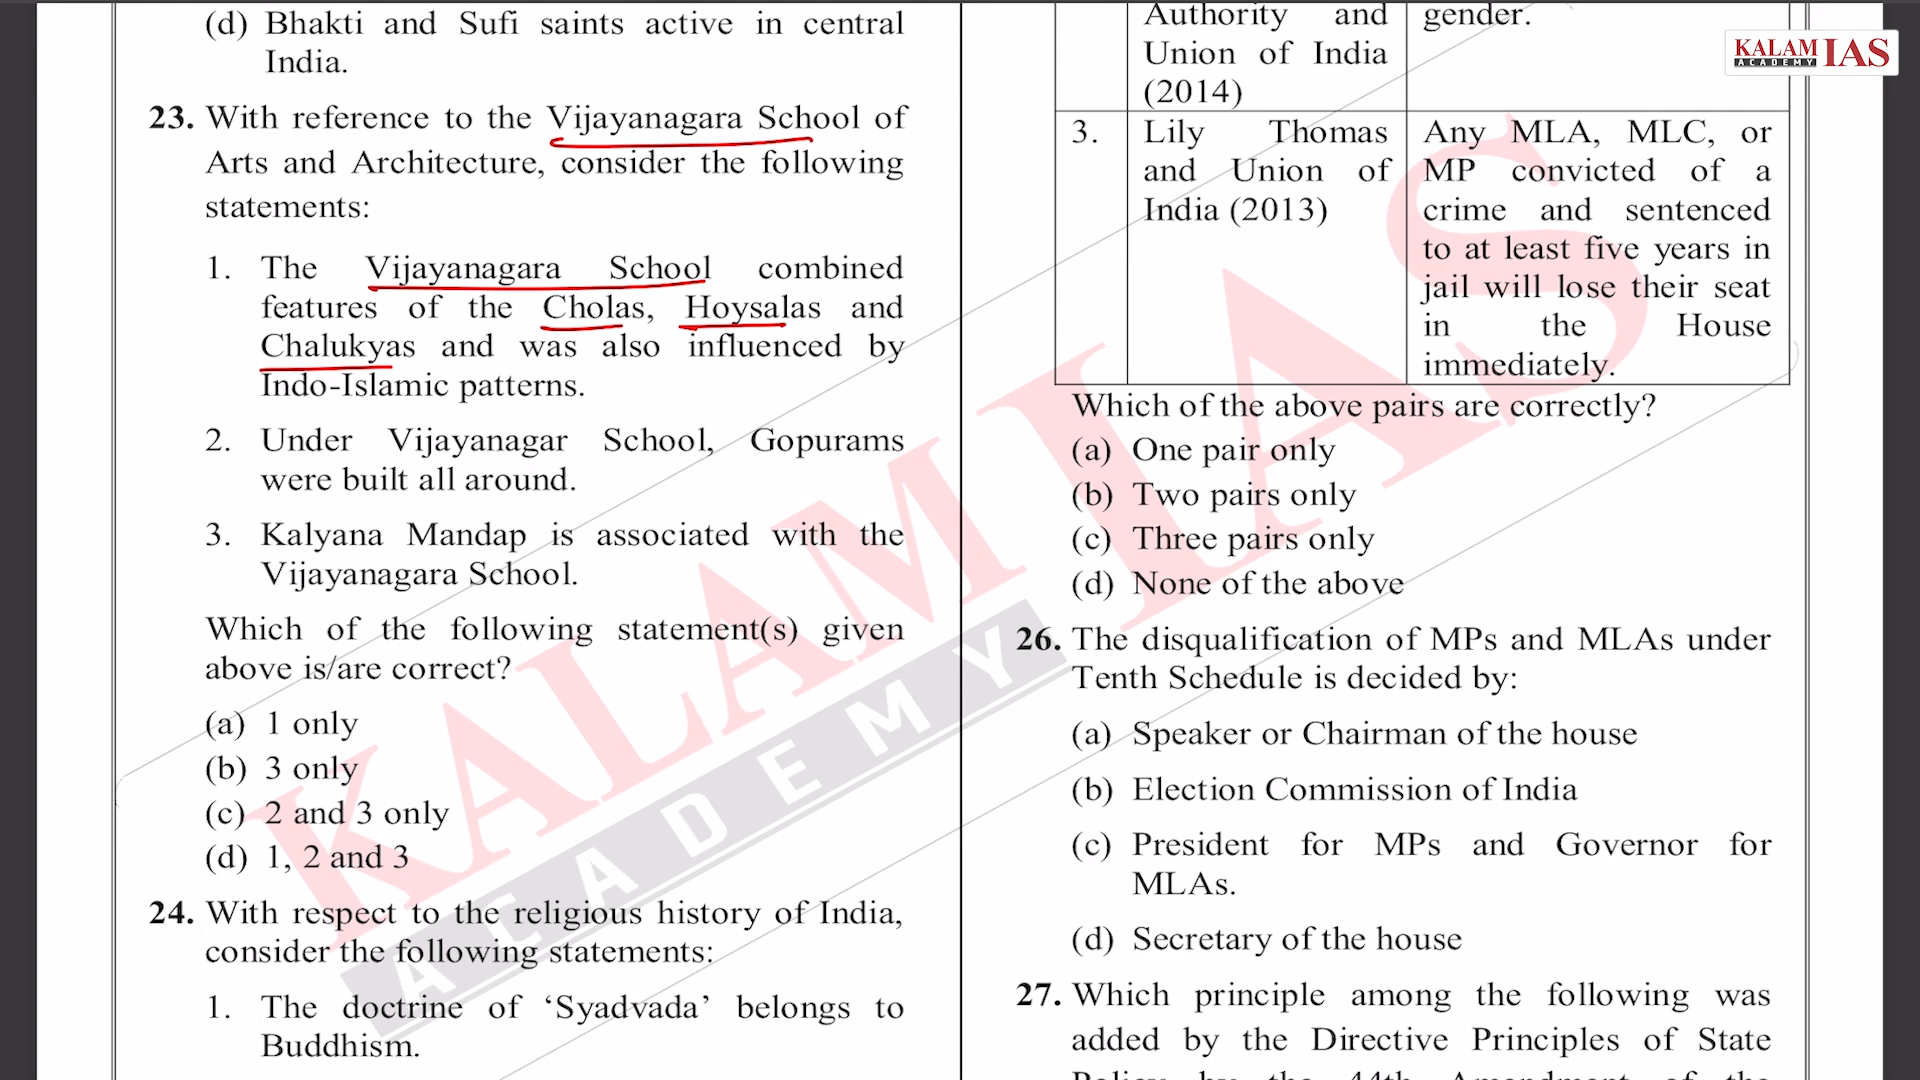 (d) Bhakti and Sufi saints active in central
India.
23. With reference to the Vijayanagara School of
Arts and Architecture, consider the following
statements:
1. The Vijayanagara School combined
features of the Cholas, Hoysalas and
Chalukyas and was also influenced by
Indo-Islamic patterns.
2. Under Vijayanagar School, Gopurams
were built all around.
3. Kalyana Mandap is associated with the
Vijayanagara School.
Which of the following statement(s) given
above is/are correct?
(a) 1 only
(b) 3 only
(c) 2 and 3 only
(d) 1, 2 and 3
24. With respect to the religious history of India,
consider the following statements:
1. The doctrine of ‘Syadvada’ belongs to
Buddhism.
Authority and
Union of India
(2014)
gender.
3. Lily Thomas
and Union of
India (2013)
Any MLA, MLC, or
MP convicted of a
crime and sentenced
to at least five years in
jail will lose their seat
in the House
immediately.
Which of the above pairs are correctly?
(a) One pair only
(b) Two pairs only
(c) Three pairs only
(d) None of the above
26. The disqualification of MPs and MLAs under
Tenth Schedule is decided by:
(a) Speaker or Chairman of the house
(b) Election Commission of India
(c) President for MPs and Governor for
MLAs.
(d) Secretary of the house
27. Which principle among the following was
added by the Directive Principles of State
Policy by the 44th Amendment of the
KALAM IAS
ACADEMY
KALAM IAS
ACADEMY